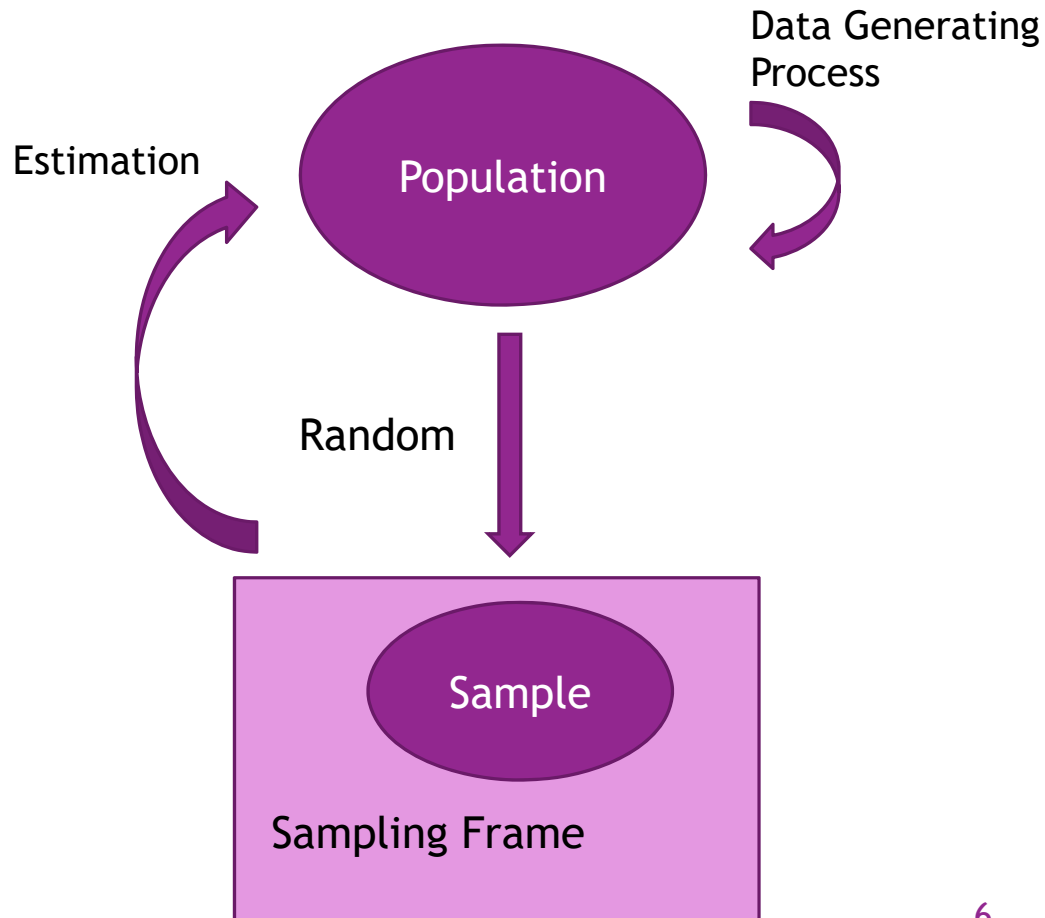 Data Generating
Process
Estimation
Population
Random
Sample
Sampling Frame
6